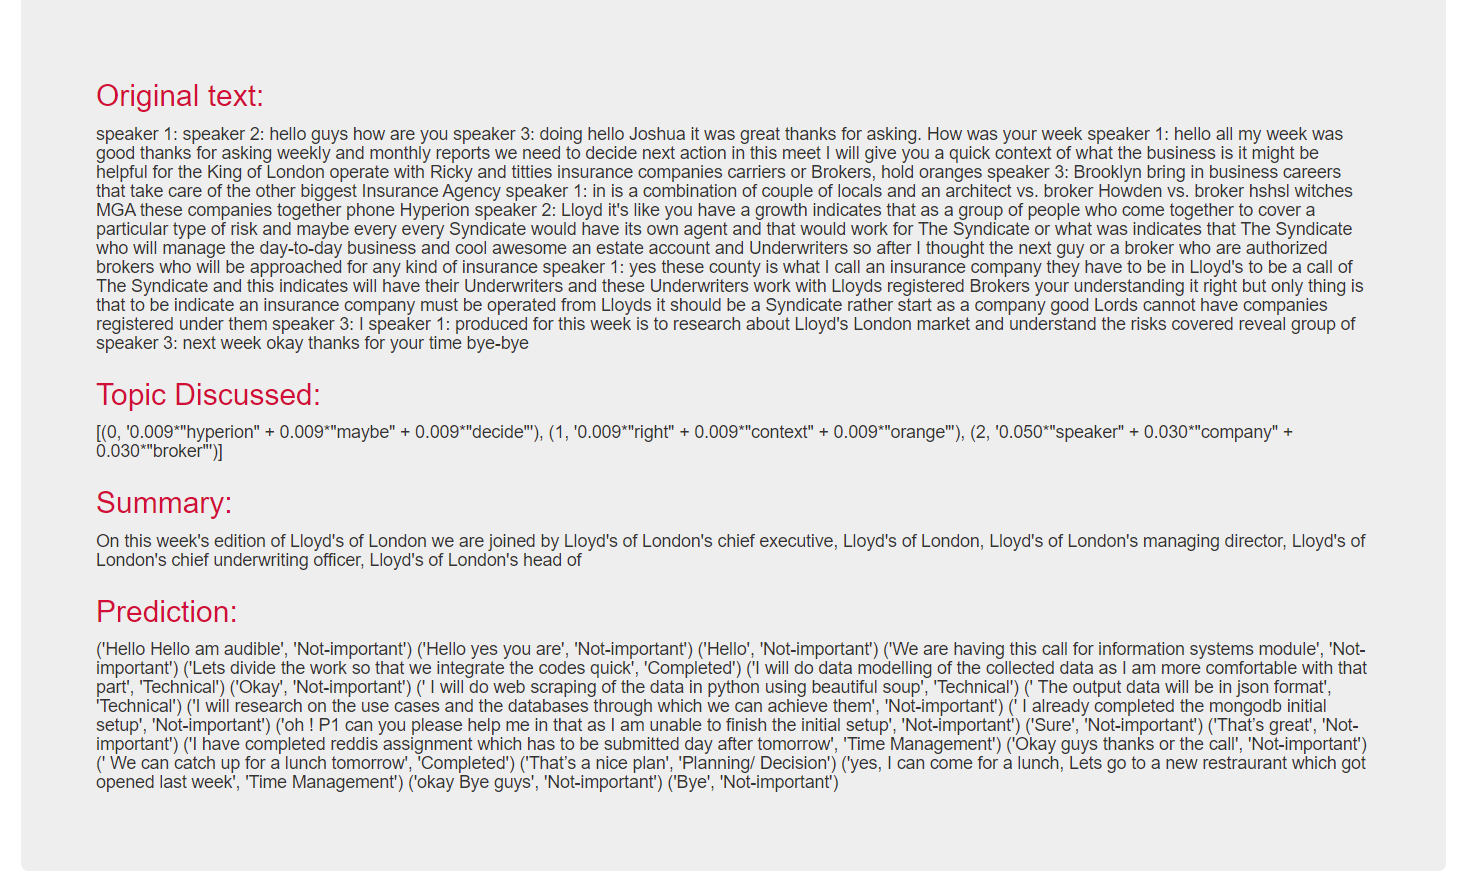 Original text:
speaker 1: speaker 2: hello guys how are you speaker 3: doing hello Joshua it was great thanks for asking. How was your week speaker 1: hello all my week was
good thanks for asking weekly and monthly reports we need to decide next action in this meet I will give you a quick context of what the business is it might be
helpful for the King of London operate with Ricky and titties insurance companies carriers or Brokers, hold oranges speaker 3: Brooklyn bring in business careers
that take care of the other biggest Insurance Agency speaker 1: in is a combination of couple of locals and an architect vs. broker Howden vs. broker hshsl witches
MGA these companies together phone Hyperion speaker 2: Lloyd it's like you have a growth indicates that as a group of people who come together to cover a
particular type of risk and maybe every every Syndicate would have its own agent and that would work for The Syndicate or what was indicates that The Syndicate
who will manage the day-to-day business and cool awesome an estate account and Underwriters so after I thought the next guy or a broker who are authorized
brokers who will be approached for any kind of insurance speaker 1: yes these county is what I call an insurance company they have to be in Lloyd's to be a call of
The Syndicate and this indicates will have their Underwriters and these Underwriters work with Lloyds registered Brokers your understanding it right but only thing is
that to be indicate an insurance company must be operated from Lloyds it should be a Syndicate rather start as a company good Lords cannot have companies
registered under them speaker 3: I speaker 1: produced for this week is to research about Lloyd's London market and understand the risks covered reveal group of
speaker 3: next week okay thanks for your time bye-bye
Topic Discussed:
[(0, '0.009*"hyperion" + 0.009*"maybe" + 0.009*"decide"'), (1, '0.009*"right" + 0.009*"context" + 0.009*"orange"'), (2, '0.050*"speaker" + 0.030*"company" +
0.030*"broker"')]
Summary:
On this week's edition of Lloyd's of London we are joined by Lloyd's of London's chief executive, Lloyd's of London, Lloyd's of London's managing director, Lloyd's of
London's chief underwriting officer, Lloyd's of London's head of
Prediction:
('Hello Hello am audible', 'Not-important') ('Hello yes you are', 'Not-important') ('Hello', 'Not-important') ('We are having this call for information systems module', 'Not-
important') ('Lets divide the work so that we integrate the codes quick', 'Completed') ('I will do data modelling of the collected data as I am more comfortable with that
part', 'Technical') ('Okay', 'Not-important') (' I will do web scraping of the data in python using beautiful soup', 'Technical') (' The output data will be in json format',
'Technical') ('I will research on the use cases and the databases through which we can achieve them', 'Not-important') (' I already completed the mongodb initial
setup', 'Not-important') ('oh ! P1 can you please help me in that as I am unable to finish the initial setup', 'Not-important') ('Sure', 'Not-important') ('That’s great', 'Not-
important') ('I have completed reddis assignment which has to be submitted day after tomorrow', 'Time Management') ('Okay guys thanks or the call', 'Not-important')
(' We can catch up for a lunch tomorrow', 'Completed') ('That’s a nice plan', 'Planning/ Decision') ('yes, I can come for a lunch, Lets go to a new restraurant which got
opened last week', 'Time Management') ('okay Bye guys', 'Not-important') ('Bye', 'Not-important')